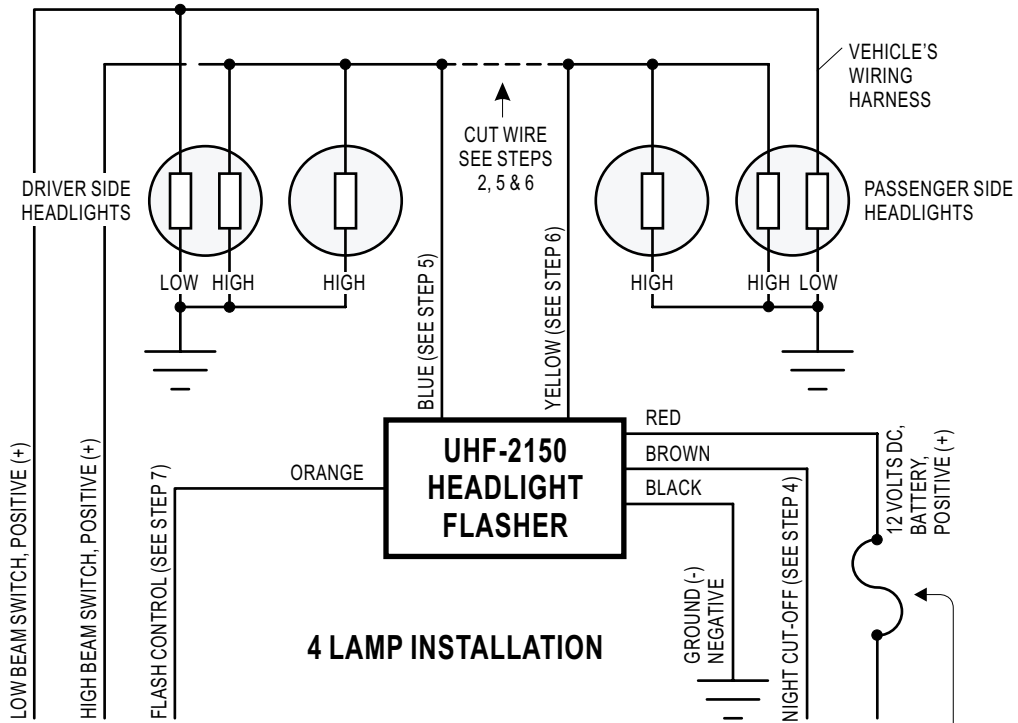 VEHICLE'S
WIRING
HARNESS
CUT WIRE
SEE STEPS
2, 5 & 6
DRIVER SIDE
HEADLIGHTS
PASSENGER SIDE
HEADLIGHTS
LOW HIGH
HIGH
HIGH
HIGH LOW
BLUE (SEE STEP 5)
YELLOW (SEE STEP 6)
LOW BEAM SWITCH, POSITIVE (+)
HIGH BEAM SWITCH, POSITIVE (+)
FLASH CONTROL (SEE STEP 7)
ORANGE
UHF-2150
HEADLIGHT
FLASHER
RED
BROWN
BLACK
GROUND (-)
NEGATIVE
NIGHT CUT-OFF (SEE STEP 4)
12 VOLTS DC,
BATTERY,
POSITIVE (+)
4 LAMP INSTALLATION